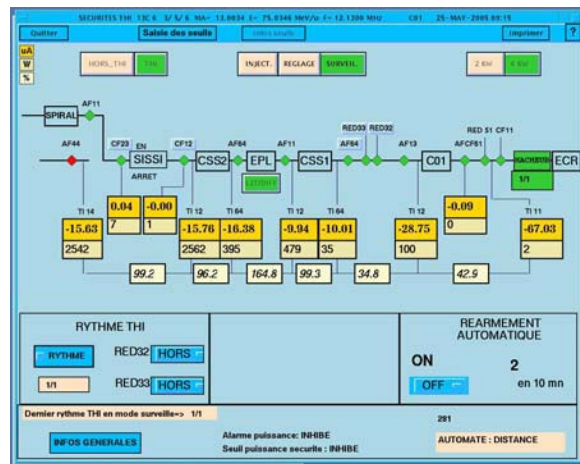 SECURITES THI 13C 6 3/ 5/ 6 MA= 13.0034 E= 75.0346 MeV/u F= 12.1300 MHz C01 25-MAY-2005 09:15
Quitter Saisie des seuils Imprimer ?
uA
W
%
HORS_THI THI INJECT. REGLAGE SURVEIL. 2 KW 6 KW
SPIRAL AF11
RED33 RED32 RED 51 CF11
AF44 CF23 EN CF12 AF64 AF11 AF64 AF13 AFCF61
SISSI CSS2 EPL CSS1 C01 HACHEUR ECR
ARRET 1/1
0.04 -0.00 -0.09
TI 14 7 1 TI 12 TI 64 TI 12 TI 64 TI 12 0 TI 11
-15.63 -15.76 -16.38 -9.94 -10.01 -28.75 -67.03
2542 2562 395 479 35 100 2
99.2 96.2 164.8 99.3 34.8 42.9
RYTHME THI
RYTHME RED32 HORS
1/1 RED33 HORS
REARMEMENT
AUTOMATIQUE
ON 2
OFF en 10 mn
Dernier rythme THI en mode surveille=> 1/1
281
INFOS GENERALES
Alarme puissance: INHIBE
Seuil puissance securite : INHIBE
AUTOMATE : DISTANCE